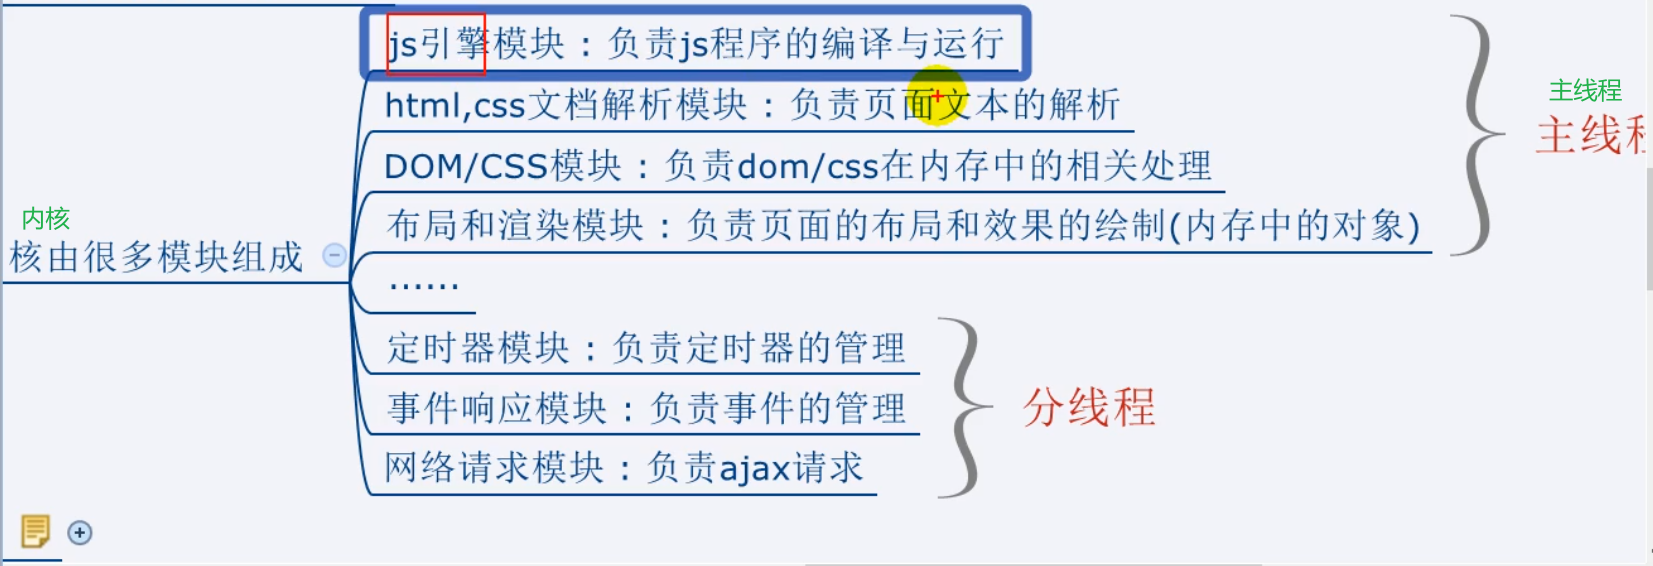 js引擎模块：负责js程序的编译与运行
html,css文档解析模块：负责页面文本的解析
DOM/CSS模块：负责dom/css在内存中的相关处理
布局和渲染模块：负责页面的布局和效果的绘制(内存中的对象)
主线程
主线程
内核
核由很多模块组成
......
定时器模块：负责定时器的管理
事件响应模块：负责事件的管理
网络请求模块：负责ajax请求
分线程